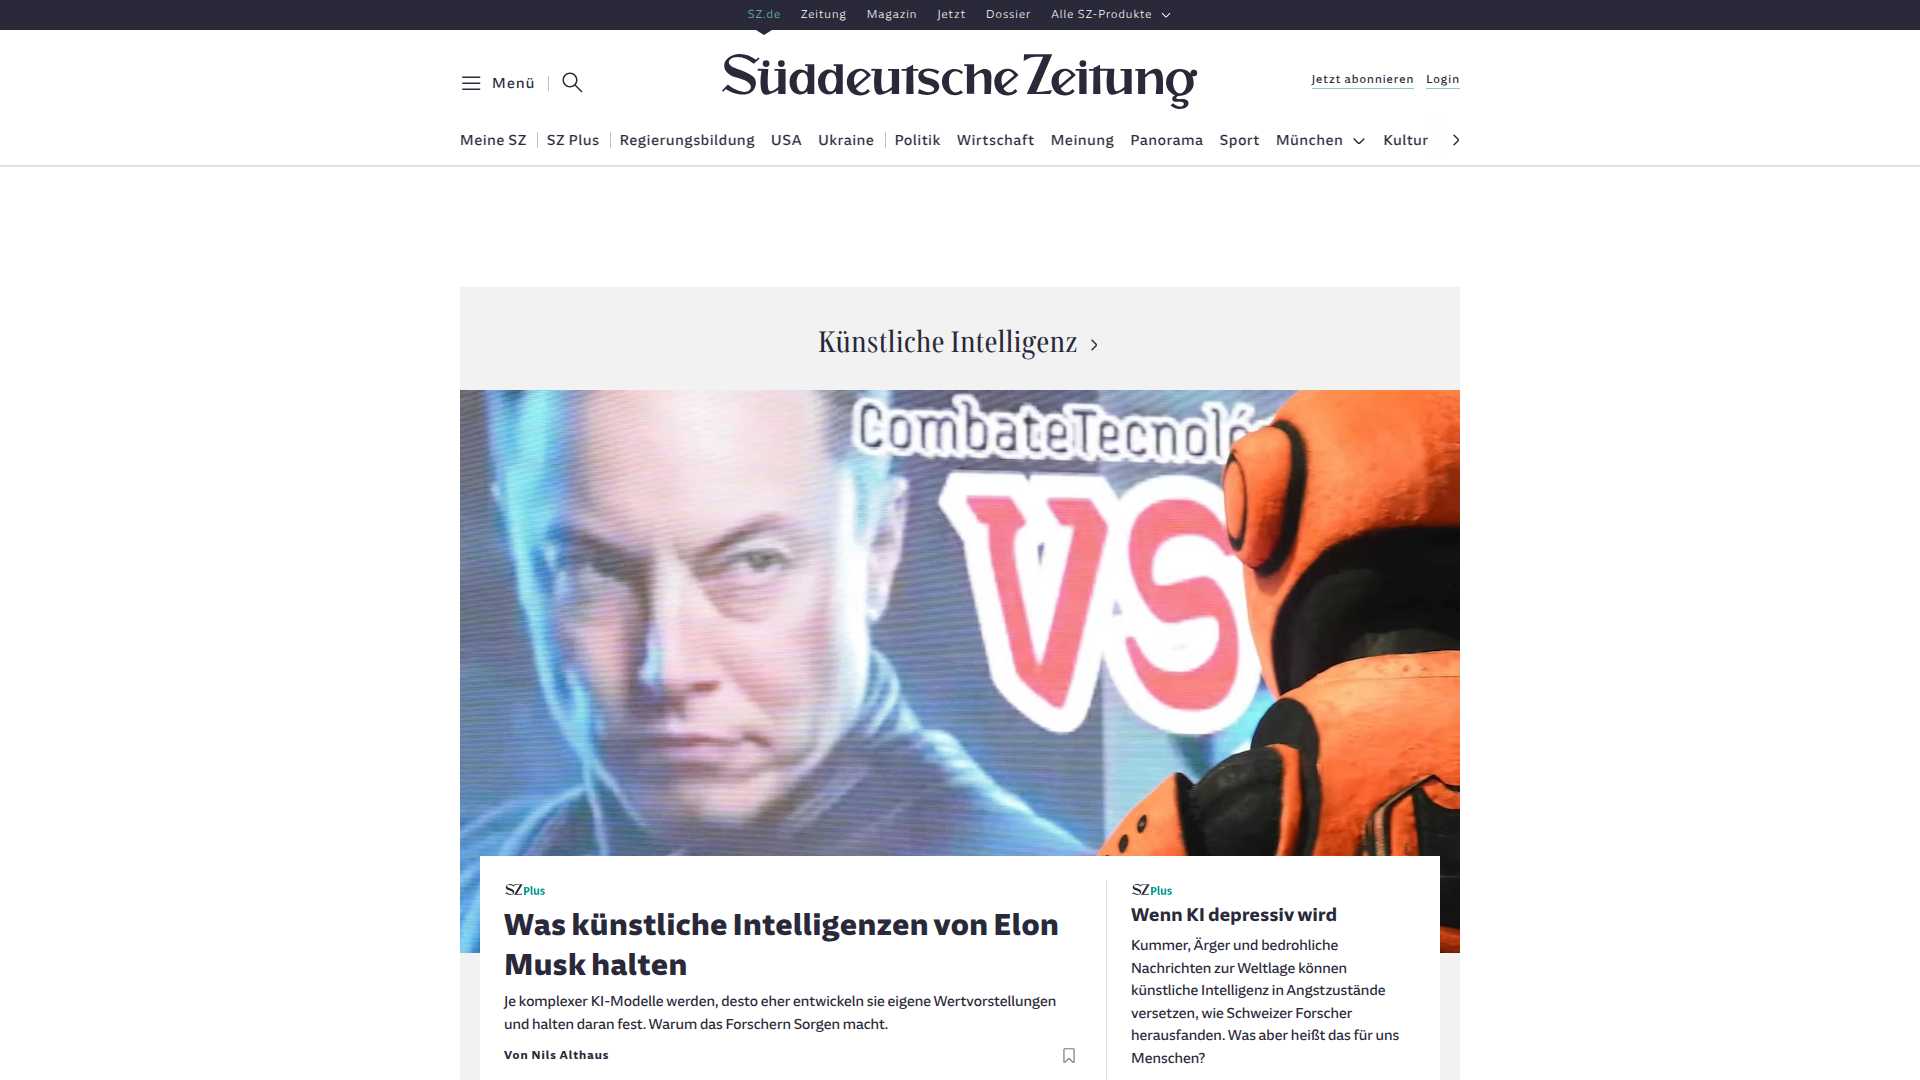 SZ.de Zeitung Magazin Jetzt Dossier Alle SZ-Produkte
Menü
Süddeutsche Zeitung
Jetzt abonnieren Login
Meine SZ SZ Plus Regierungsbildung USA Ukraine Politik Wirtschaft Meinung Panorama Sport München Kultur
Künstliche Intelligenz
CombateTecnoló
VS
SZ Plus
Was künstliche Intelligenzen von Elon
Musk halten
Je komplexer KI-Modelle werden, desto eher entwickeln sie eigene Wertvorstellungen
und halten daran fest. Warum das Forschern Sorgen macht.
Von Nils Althaus
SZ Plus
Wenn KI depressiv wird
Kummer, Ärger und bedrohliche
Nachrichten zur Weltlage können
künstliche Intelligenz in Angstzustände
versetzen, wie Schweizer Forscher
herausfanden. Was aber heißt das für uns
Menschen?